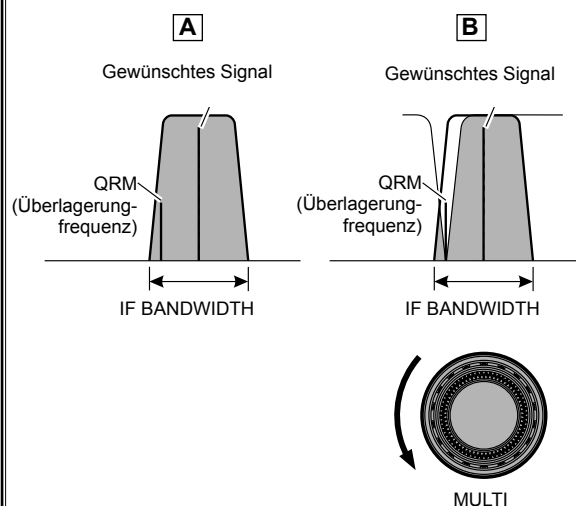 A
Gewünschtes Signal
QRM
(Überlagerung-
frequenz)
IF BANDWIDTH
B
Gewünschtes Signal
QRM
(Überlagerung-
frequenz)
IF BANDWIDTH
MULTI